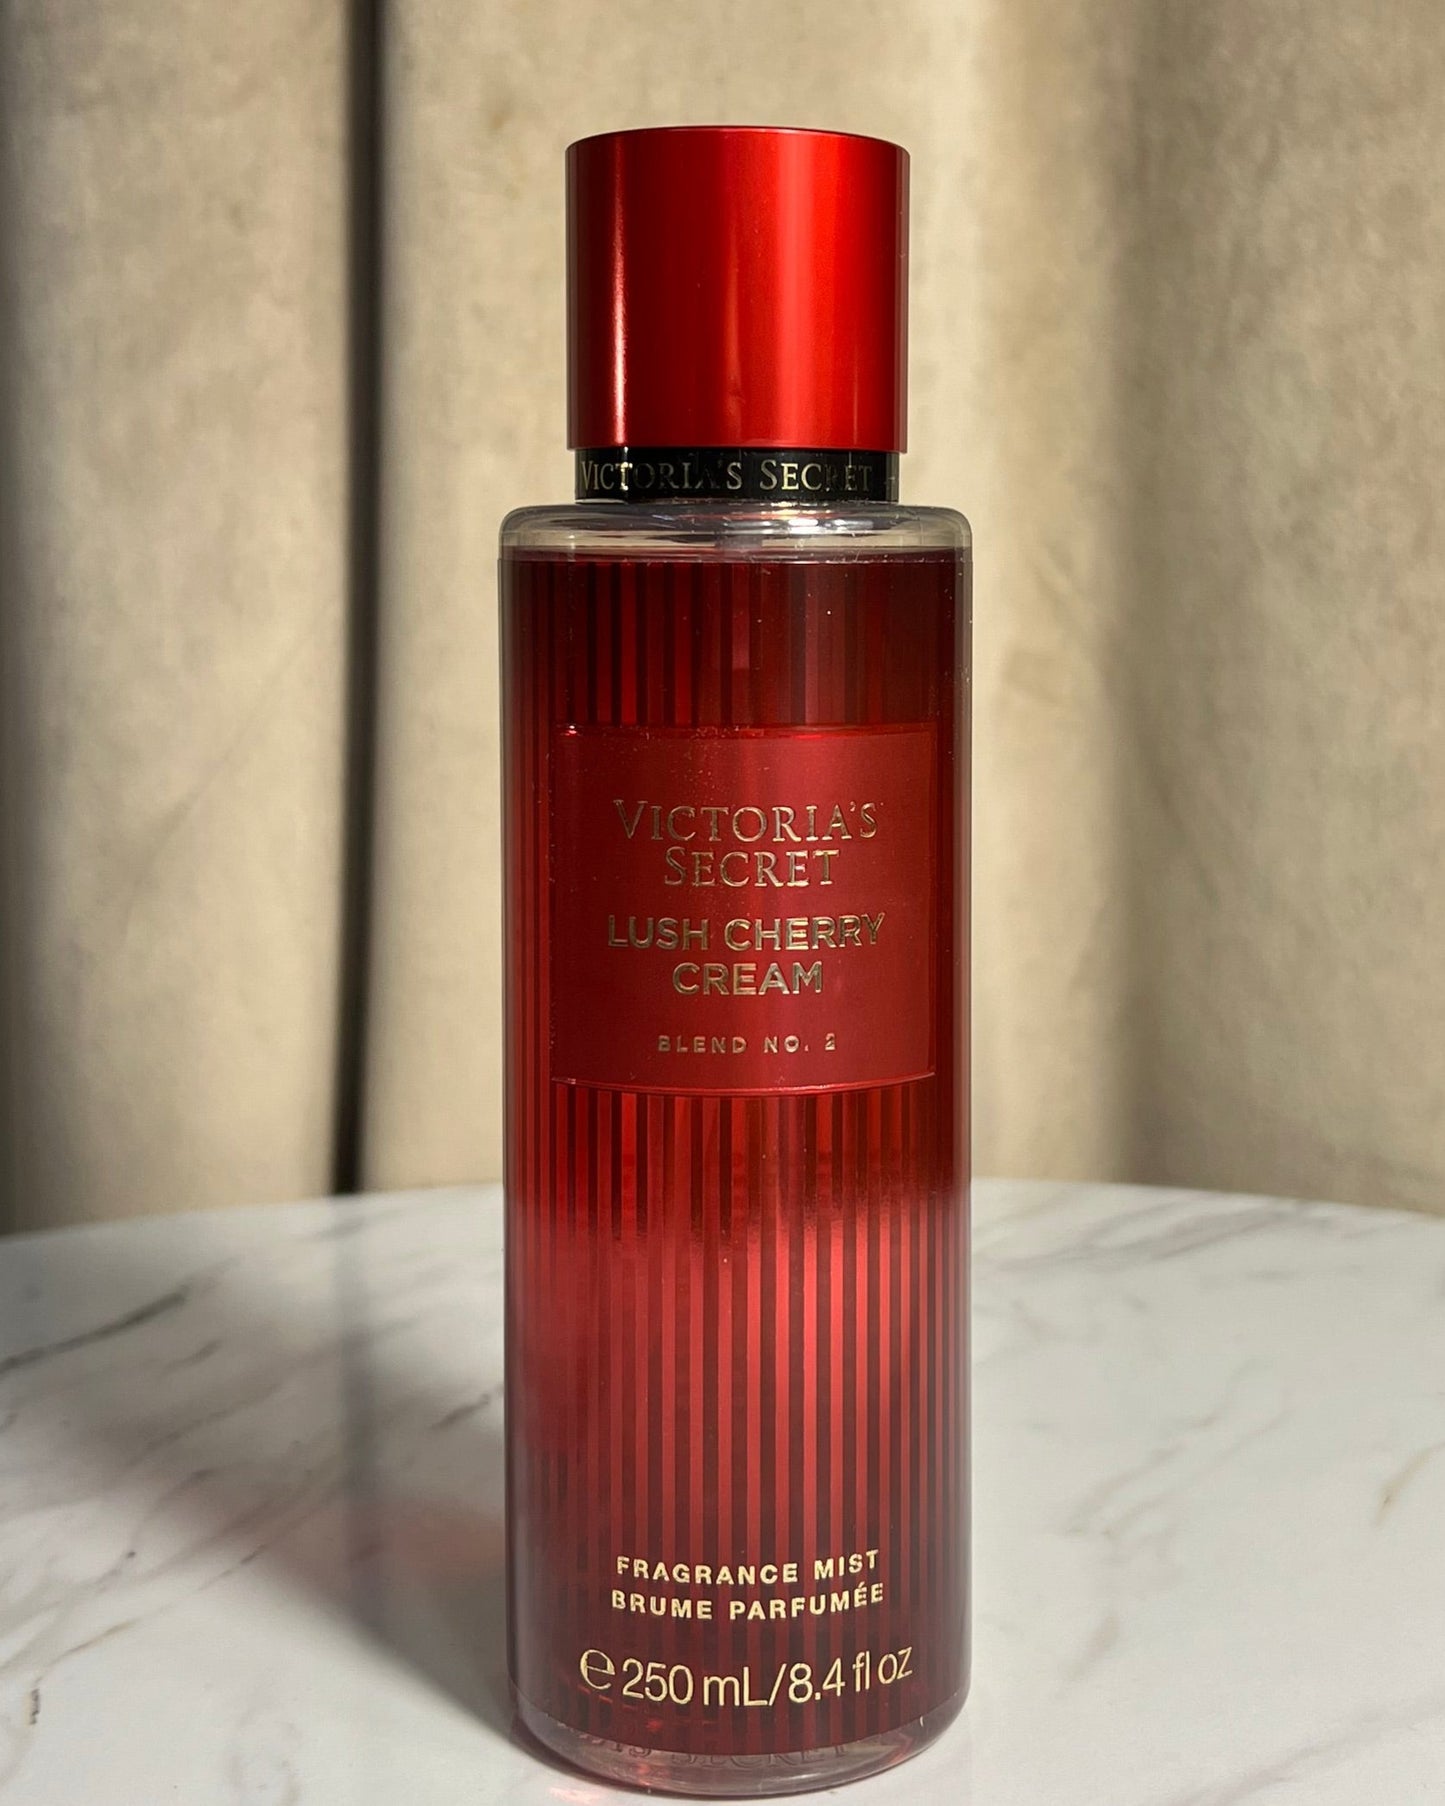 VICTORIA'S SECRET
VICTORIA'S
SECRET
LUSH CHERRY
CREAM
BLEND NO. 2
FRAGRANCE MIST
BRUME PARFUMÉE
℮ 250 mL/8.4 fl oz